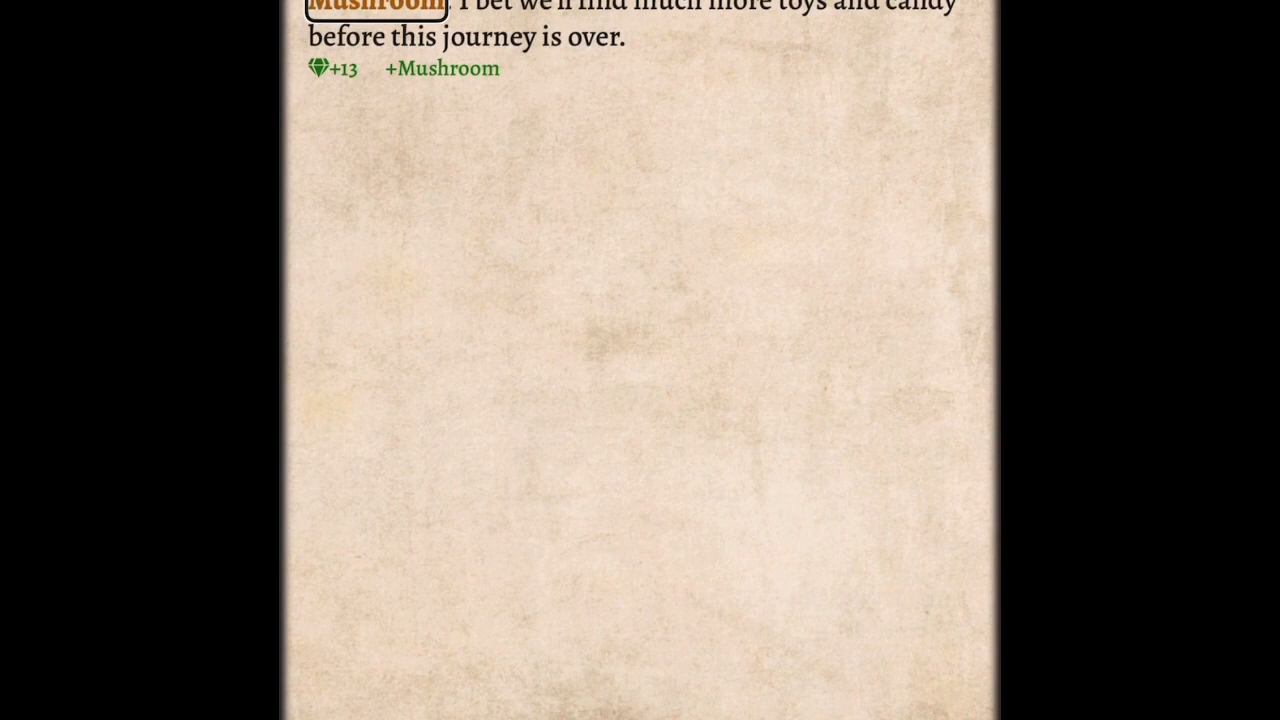 Mushroom. I bet we'll find much more toys and candy
before this journey is over.
+13 +Mushroom